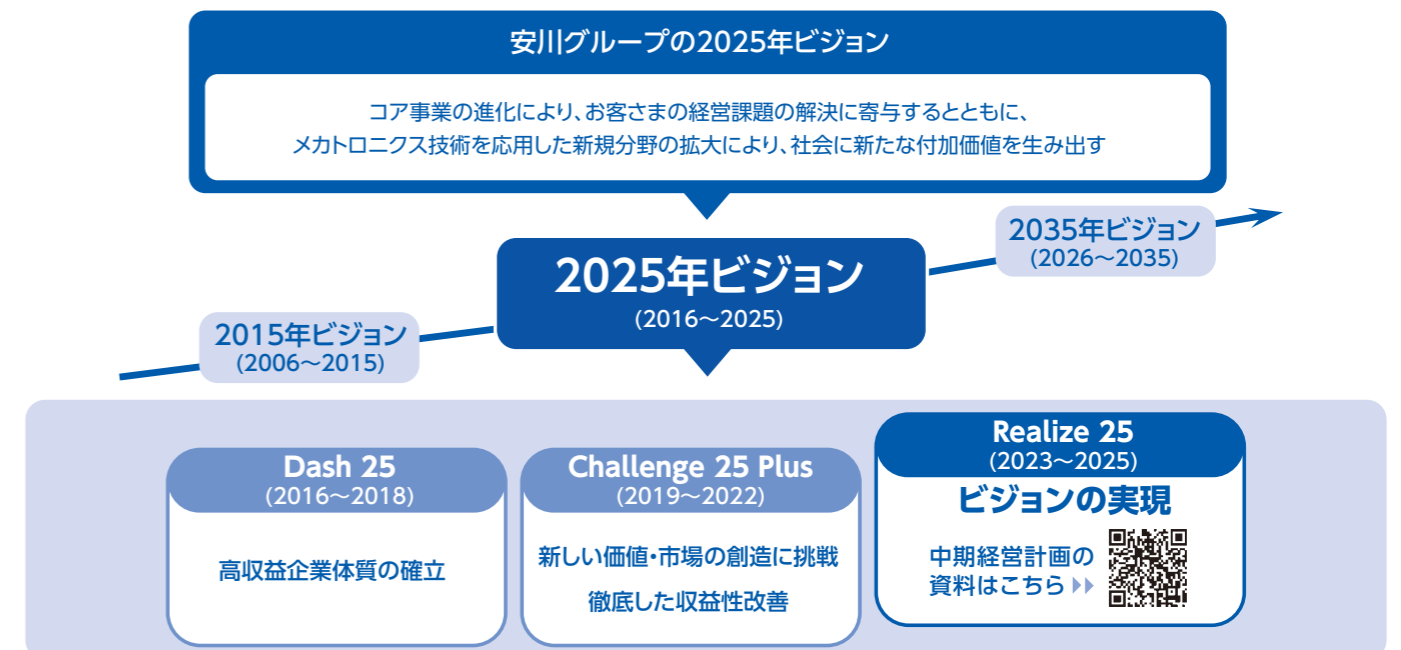 安川グループの2025年ビジョン
コア事業の進化により、お客さまの経営課題の解決に寄与するとともに、
メカトロニクス技術を応用した新規分野の拡大により、社会に新たな付加価値を生み出す
2015年ビジョン
(2006～2015)
2025年ビジョン
(2016～2025)
2035年ビジョン
(2026～2035)
Dash 25
(2016～2018)
高収益企業体質の確立
Challenge 25 Plus
(2019～2022)
新しい価値・市場の創造に挑戦
徹底した収益性改善
Realize 25
(2023～2025)
ビジョンの実現
中期経営計画の
資料はこちら